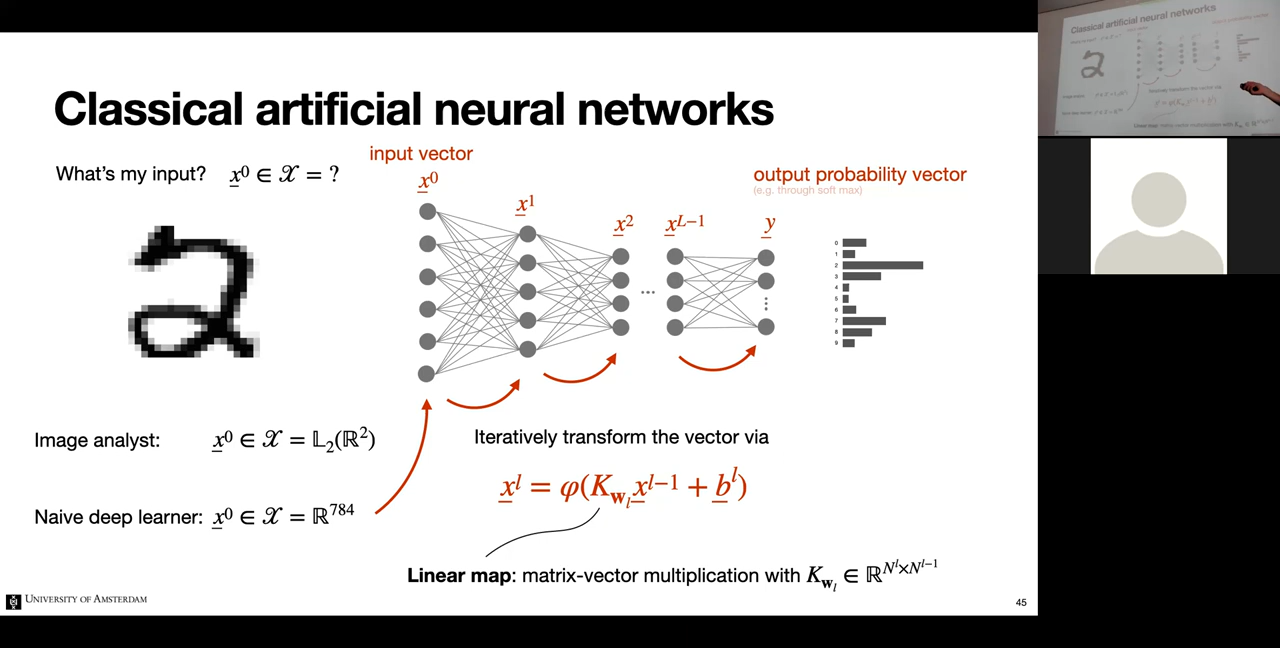 Classical artificial neural networks
What's my input? x⁰ ∈ 𝒳 = ?
input vector
x⁰
x¹
x²
x^{L−1}
y
output probability vector
(e.g. through soft max)
...
0
1
2
3
4
5
6
7
8
9
Image analyst: x⁰ ∈ 𝒳 = 𝕃₂(ℝ²)
Naive deep learner: x⁰ ∈ 𝒳 = ℝ⁷⁸⁴
Iteratively transform the vector via
x^l = φ(K_{w_l} x^{l−1} + b^l)
Linear map: matrix-vector multiplication with K_{w_l} ∈ ℝ^{N^l×N^{l−1}}
UNIVERSITY OF AMSTERDAM
45
Classical artificial neural networks